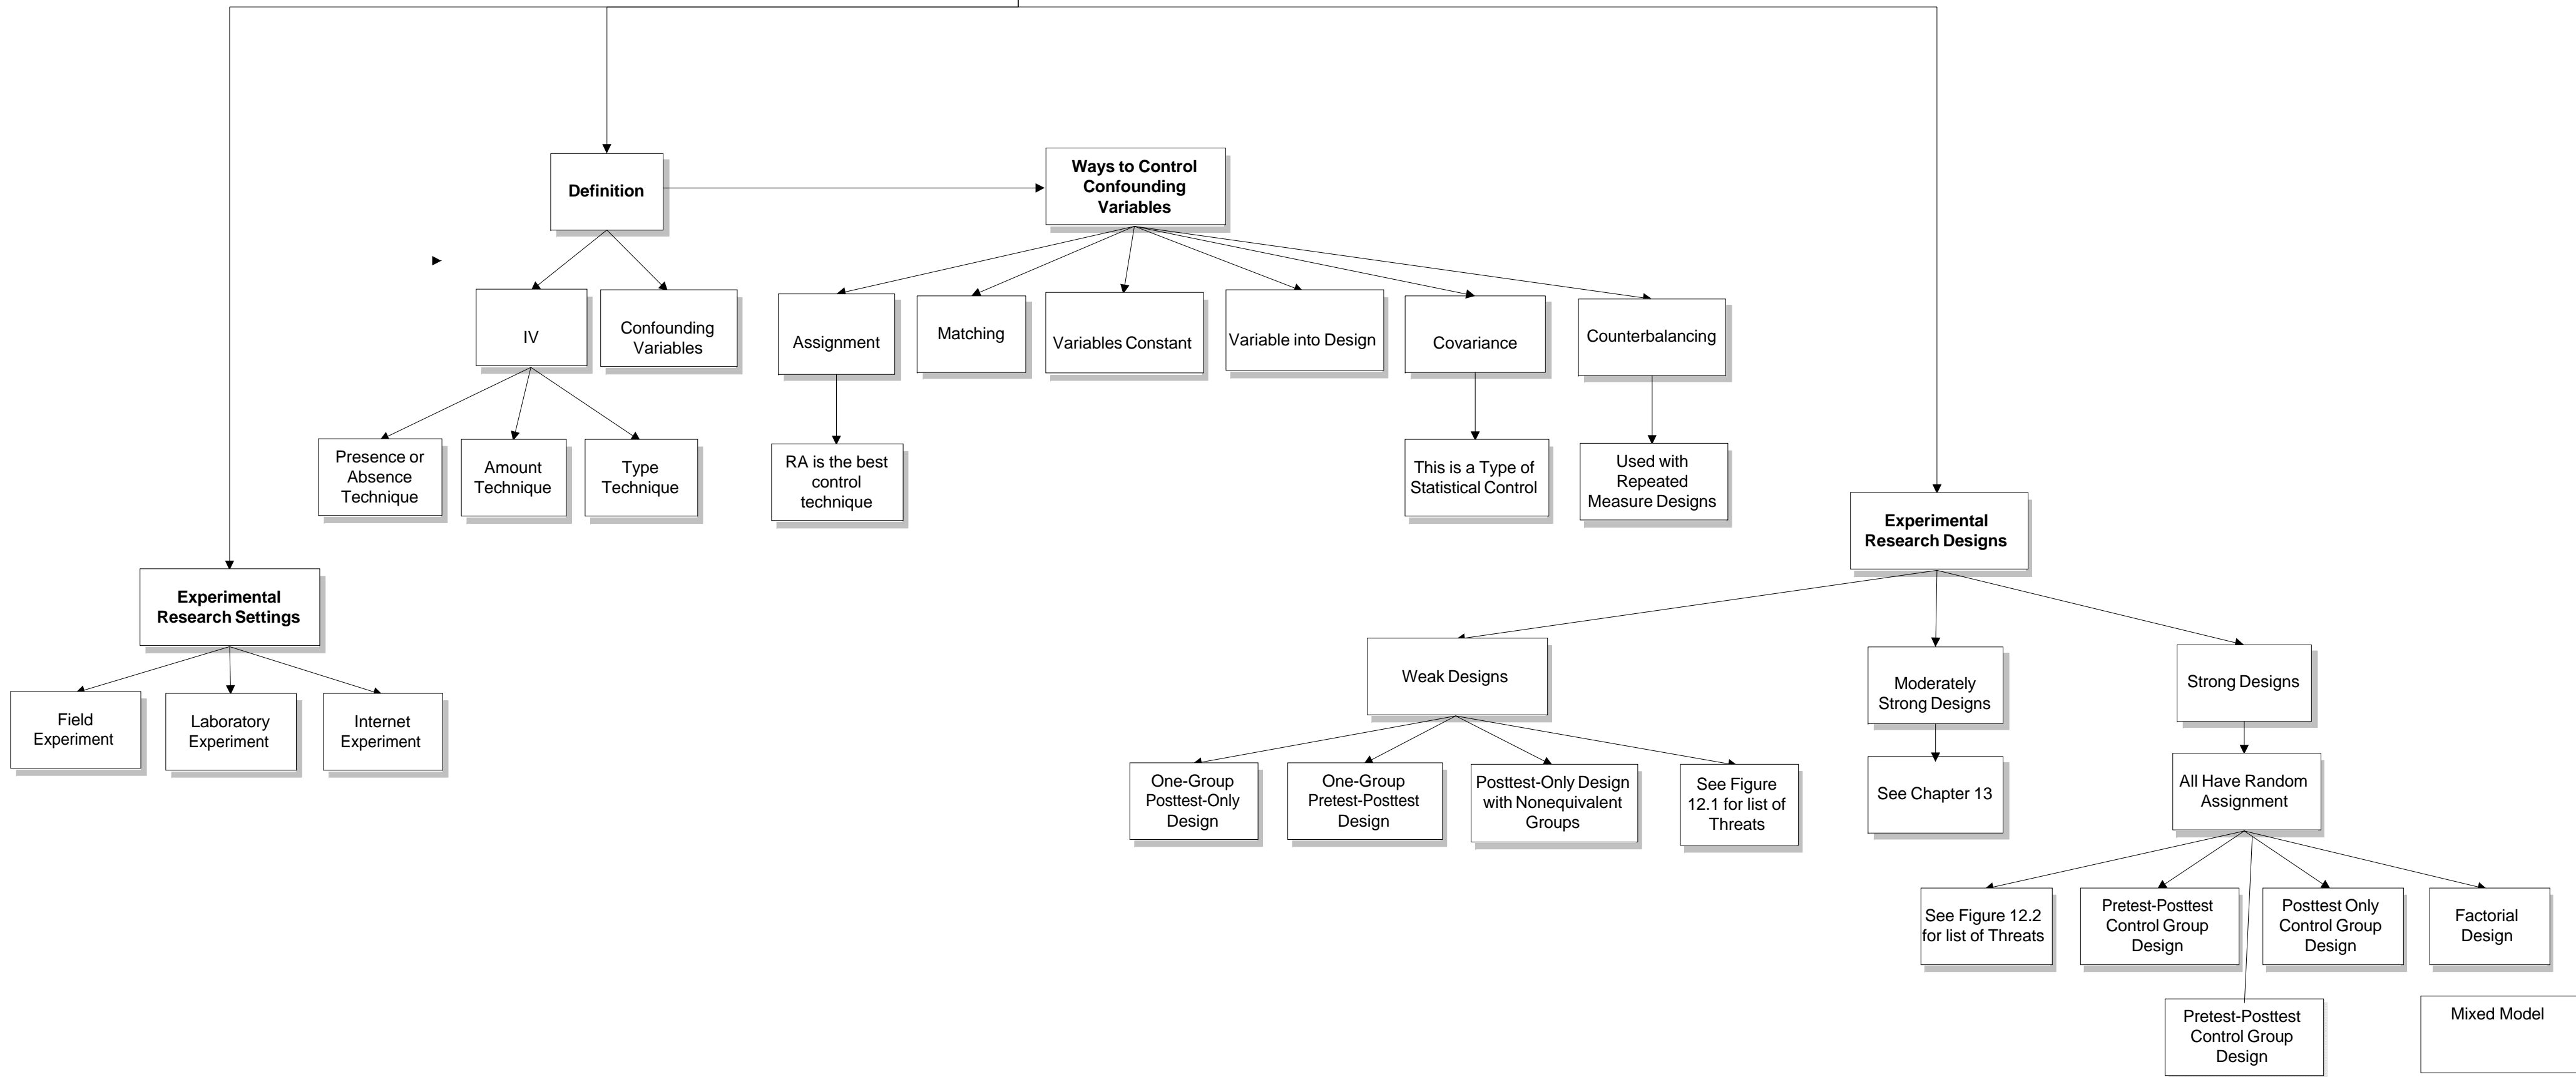 Definition
Ways to Control
Confounding
Variables
IV
Confounding
Variables
Assignment
Matching
Variables Constant
Variable into Design
Covariance
Counterbalancing
Presence or
Absence
Technique
Amount
Technique
Type
Technique
RA is the best
control
technique
This is a Type of
Statistical Control
Used with
Repeated
Measure Designs
Experimental
Research Designs
Experimental
Research Settings
Field
Experiment
Laboratory
Experiment
Internet
Experiment
Weak Designs
Moderately
Strong Designs
Strong Designs
One-Group
Posttest-Only
Design
One-Group
Pretest-Posttest
Design
Posttest-Only Design
with Nonequivalent
Groups
See Figure
12.1 for list of
Threats
See Chapter 13
All Have Random
Assignment
See Figure 12.2
for list of Threats
Pretest-Posttest
Control Group
Design
Posttest Only
Control Group
Design
Factorial
Design
Pretest-Posttest
Control Group
Design
Mixed Model